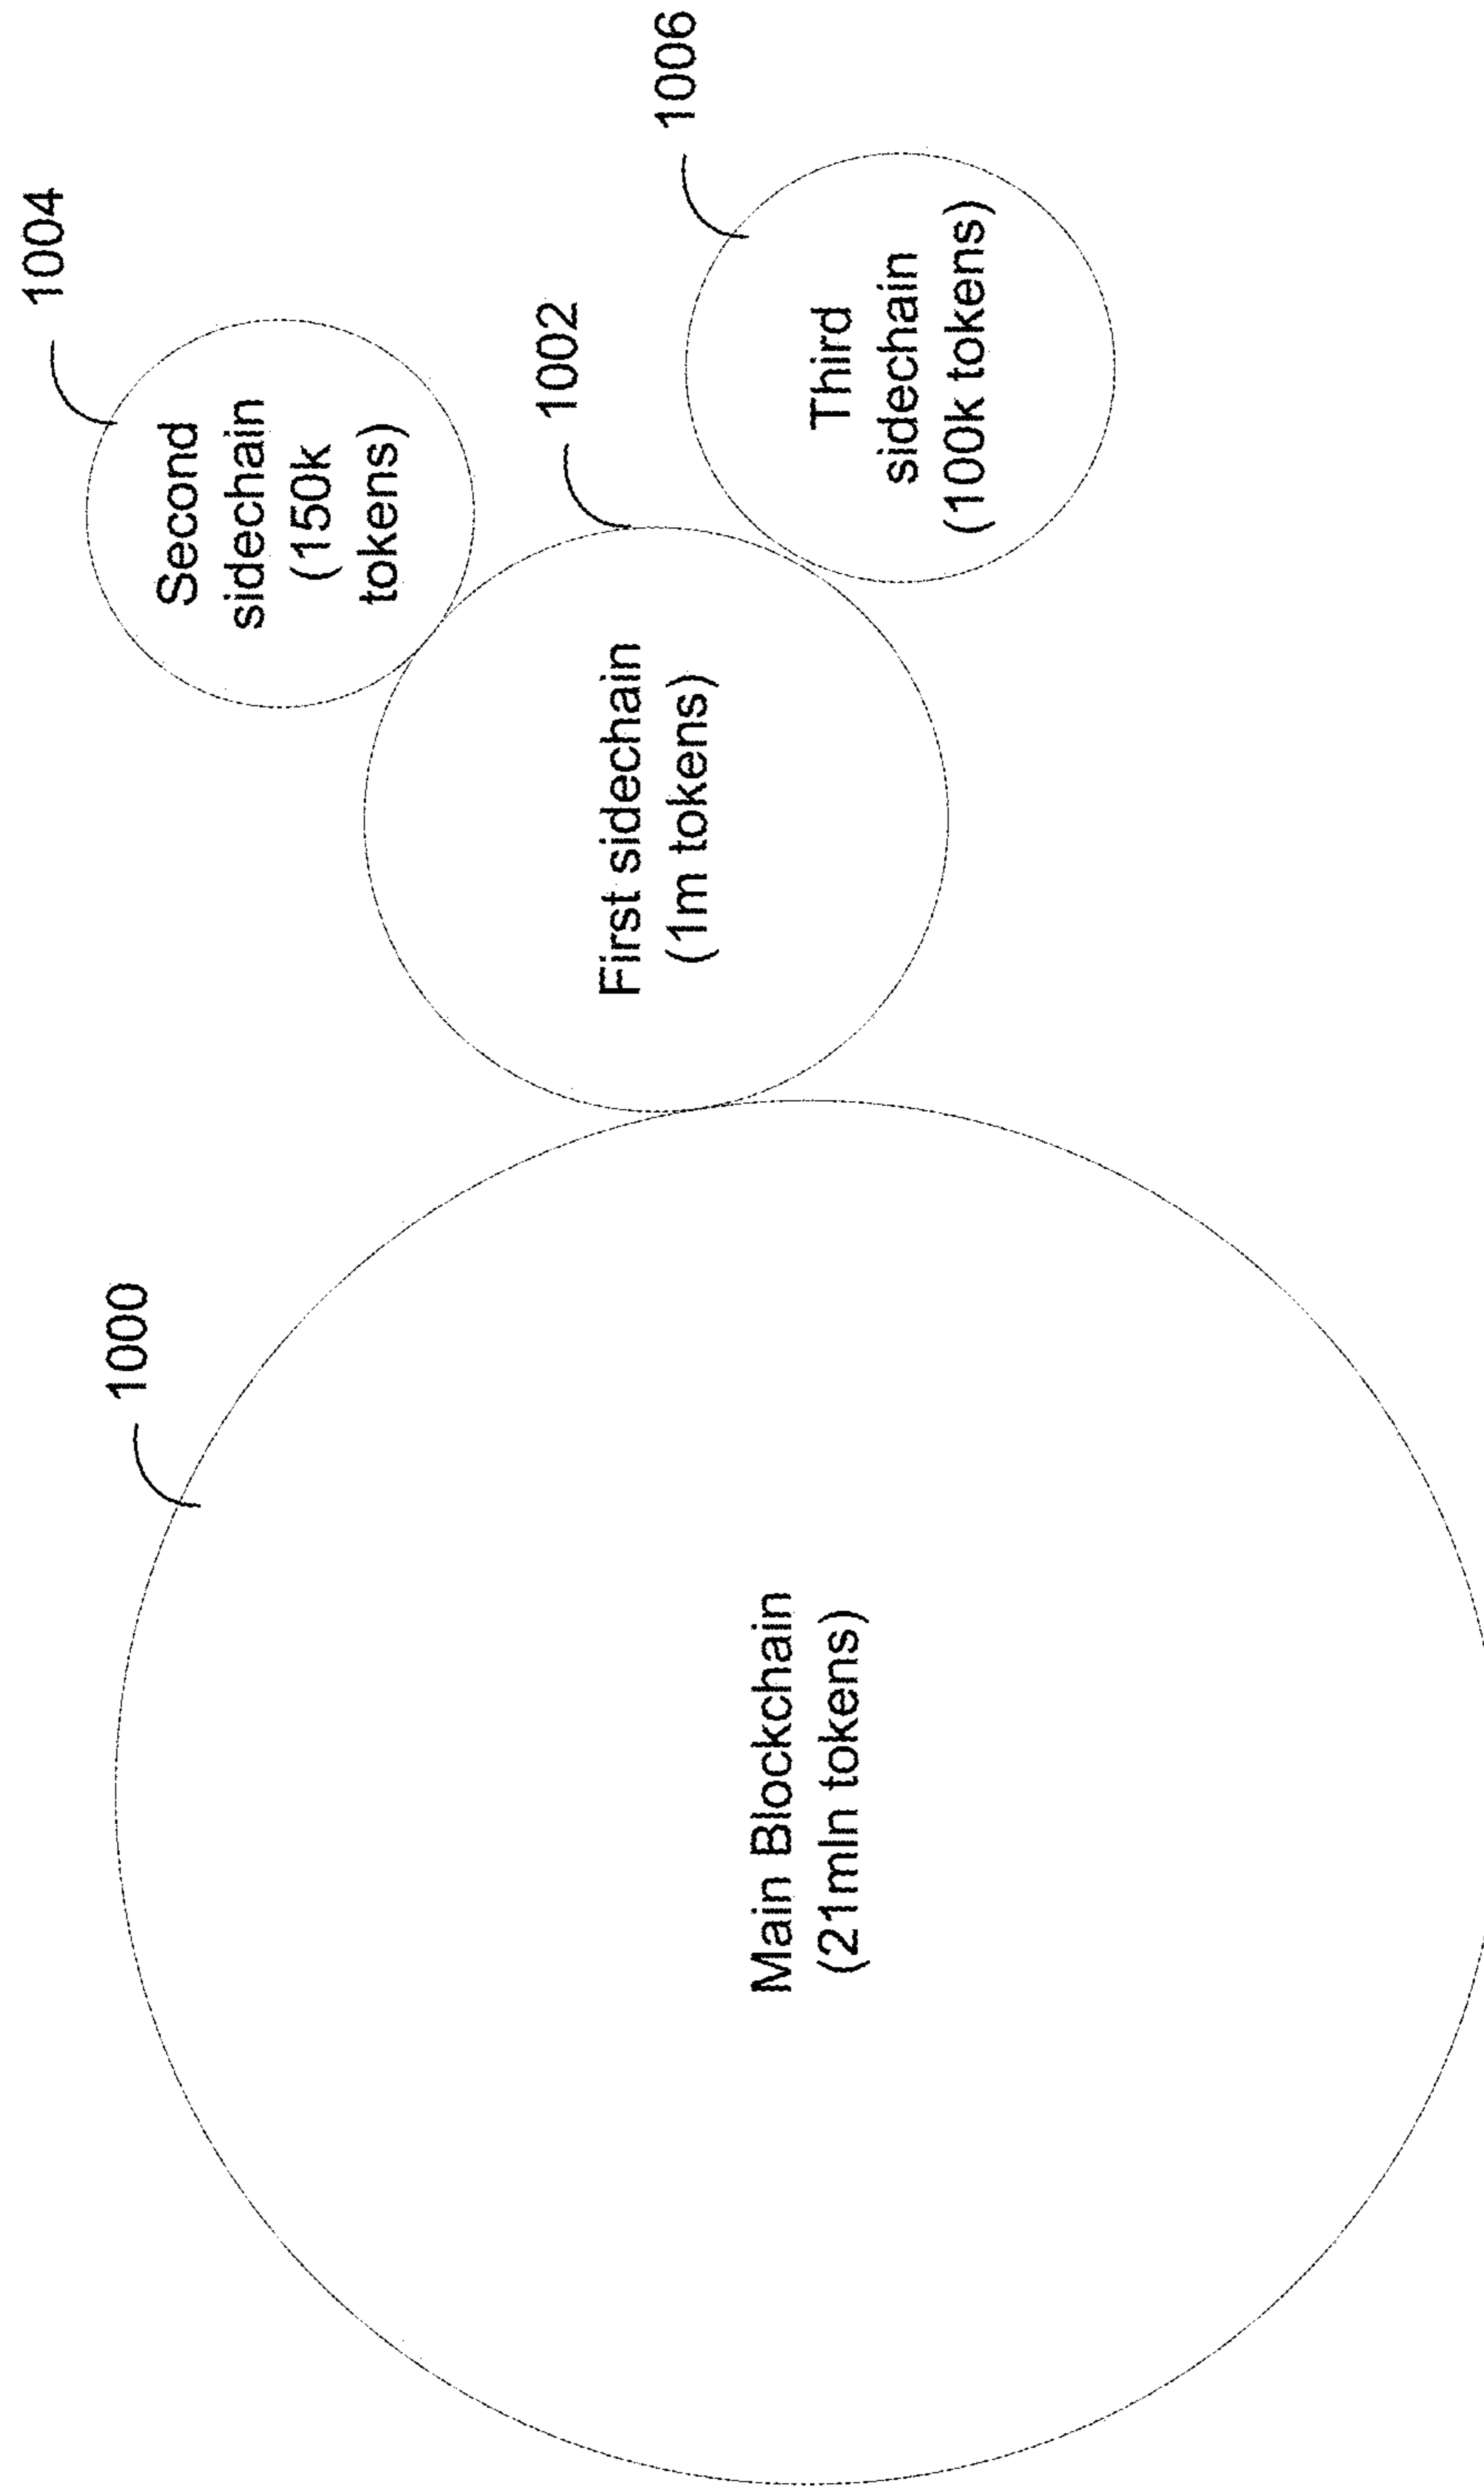 1000
Main Blockchain
(21mln tokens)
First sidechain
(1m tokens)
1002
Second
sidechain
(150k
tokens)
1004
Third
sidechain
(100k tokens)
1006